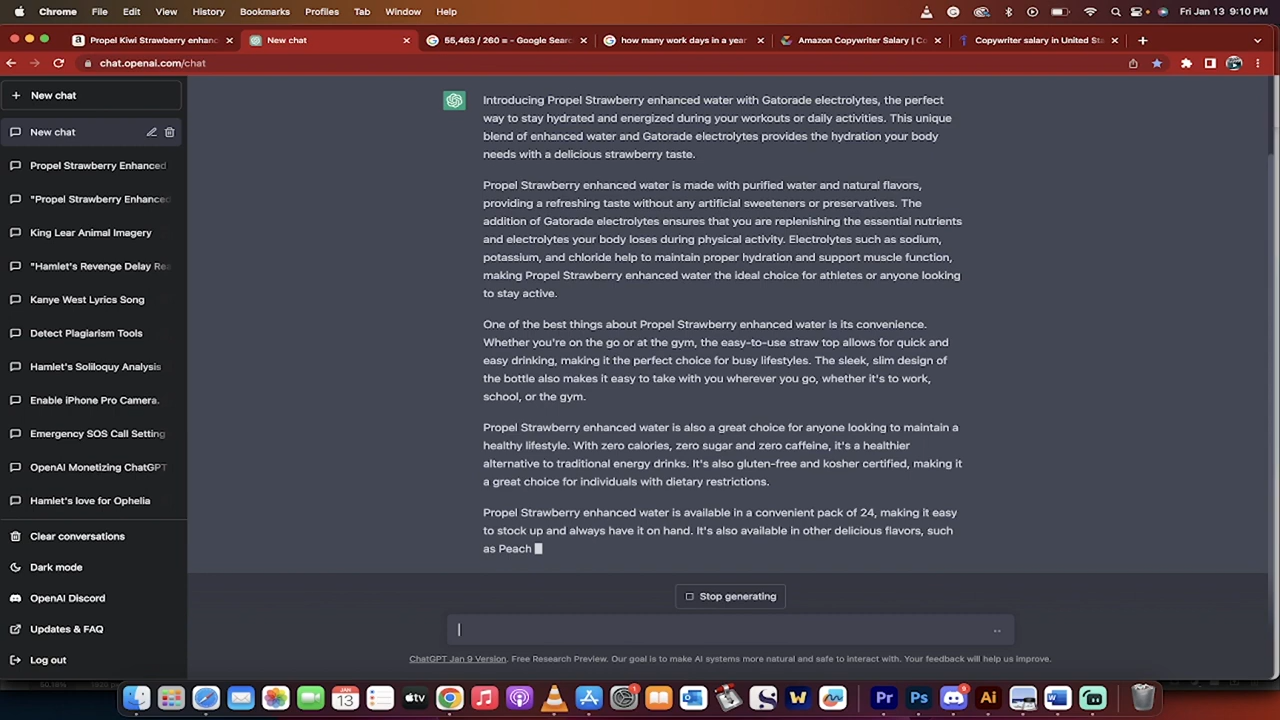 Chrome File Edit View History Bookmarks Profiles Tab Window Help Fri Jan 13 9:10 PM
Propel Kiwi Strawberry enhanc New chat 55,463 / 260 = - Google Sear how many work days in a year Amazon Copywriter Salary | Co Copywriter salary in United Sta
chat.openai.com/chat
New chat
New chat
Propel Strawberry Enhanced
"Propel Strawberry Enhanced
King Lear Animal Imagery
"Hamlet's Revenge Delay Rea
Kanye West Lyrics Song
Detect Plagiarism Tools
Hamlet's Soliloquy Analysis
Enable iPhone Pro Camera.
Emergency SOS Call Setting
OpenAI Monetizing ChatGPT
Hamlet's love for Ophelia
Clear conversations
Dark mode
OpenAI Discord
Updates & FAQ
Log out
Introducing Propel Strawberry enhanced water with Gatorade electrolytes, the perfect
way to stay hydrated and energized during your workouts or daily activities. This unique
blend of enhanced water and Gatorade electrolytes provides the hydration your body
needs with a delicious strawberry taste.
Propel Strawberry enhanced water is made with purified water and natural flavors,
providing a refreshing taste without any artificial sweeteners or preservatives. The
addition of Gatorade electrolytes ensures that you are replenishing the essential nutrients
and electrolytes your body loses during physical activity. Electrolytes such as sodium,
potassium, and chloride help to maintain proper hydration and support muscle function,
making Propel Strawberry enhanced water the ideal choice for athletes or anyone looking
to stay active.
One of the best things about Propel Strawberry enhanced water is its convenience.
Whether you're on the go or at the gym, the easy-to-use straw top allows for quick and
easy drinking, making it the perfect choice for busy lifestyles. The sleek, slim design of
the bottle also makes it easy to take with you wherever you go, whether it's to work,
school, or the gym.
Propel Strawberry enhanced water is also a great choice for anyone looking to maintain a
healthy lifestyle. With zero calories, zero sugar and zero caffeine, it's a healthier
alternative to traditional energy drinks. It's also gluten-free and kosher certified, making it
a great choice for individuals with dietary restrictions.
Propel Strawberry enhanced water is available in a convenient pack of 24, making it easy
to stock up and always have it on hand. It's also available in other delicious flavors, such
as Peach
Stop generating
ChatGPT Jan 9 Version. Free Research Preview. Our goal is to make AI systems more natural and safe to interact with. Your feedback will help us improve.
JAN
13
tv
1
W
Pr
Ps
Ai
W